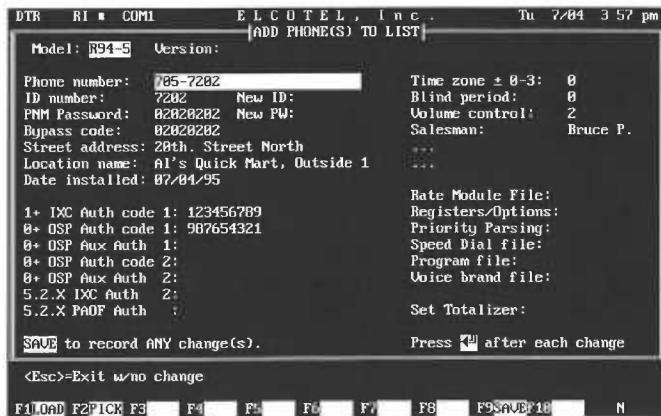 DTR RI ■ COM1 E L C O T E L , I n c . Tu 7/04 3 57 pm
ADD PHONE(S) TO LIST
Model: R94-5 Version:
Phone number: 705-7202 Time zone ± 0-3: 0
ID number: 7202 New ID: Blind period: 0
PNM Password: 02020202 New PW: Volume control: 2
Bypass code: 02020202 Salesman: Bruce P.
Street address: 20th. Street North ...
Location name: Al's Quick Mart, Outside 1 ...
Date installed: 07/04/95
Rate Module File:
1+ IXC Auth code 1: 123456789 Registers/Options:
0+ OSP Auth code 1: 987654321 Priority Parsing:
0+ OSP Aux Auth 1: Speed Dial file:
0+ OSP Auth code 2: Program file:
0+ OSP Aux Auth 2: Voice brand file:
5.2.X IXC Auth 2:
5.2.X PAOF Auth : Set Totalizer:
SAVE to record ANY change(s). Press ◄┘ after each change
<Esc>=Exit w/no change
F1LOAD F2PICK F3 F4 F5 F6 F7 F8 F9SAVE F10 N